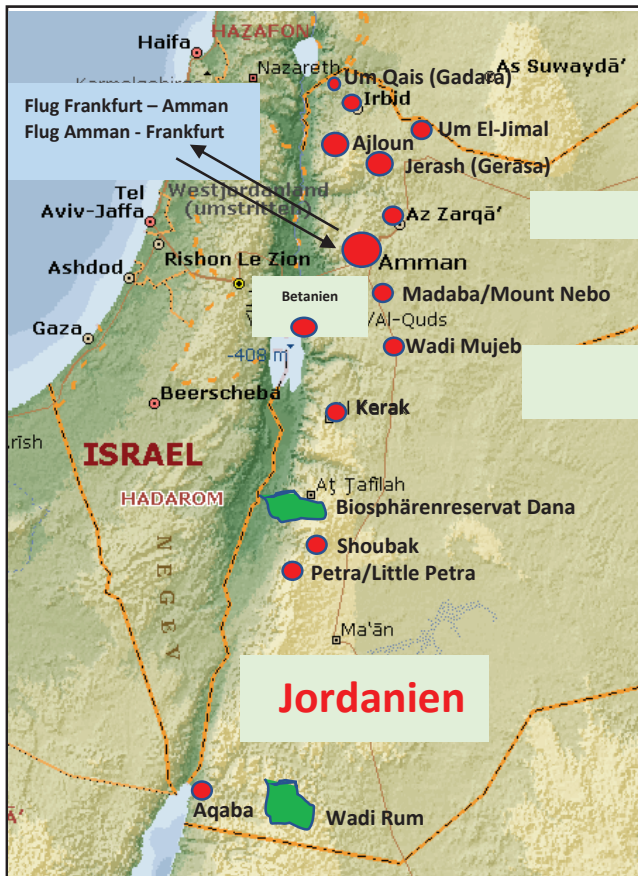 HAZAFON
Haifa
Nazareth
Um Qais (Gadara)
As Suwaydā'
Irbid
Flug Frankfurt – Amman
Flug Amman - Frankfurt
Ajloun
Um El-Jimal
Jerash (Gerasa)
Tel
Aviv-Jaffa
Westjordanland
(umstritten)
Az Zarqā'
Rishon Le Zion
Amman
Ashdod
Betanien
Madaba/Mount Nebo
/Al-Quds
Gaza
-408 m
Wadi Mujeb
Beerscheba
Kerak
ISRAEL
HADAROM
Aţ Ţafīlah
Biosphärenreservat Dana
NEGEV
Shoubak
Petra/Little Petra
Ma'ān
Jordanien
Aqaba
Wadi Rum